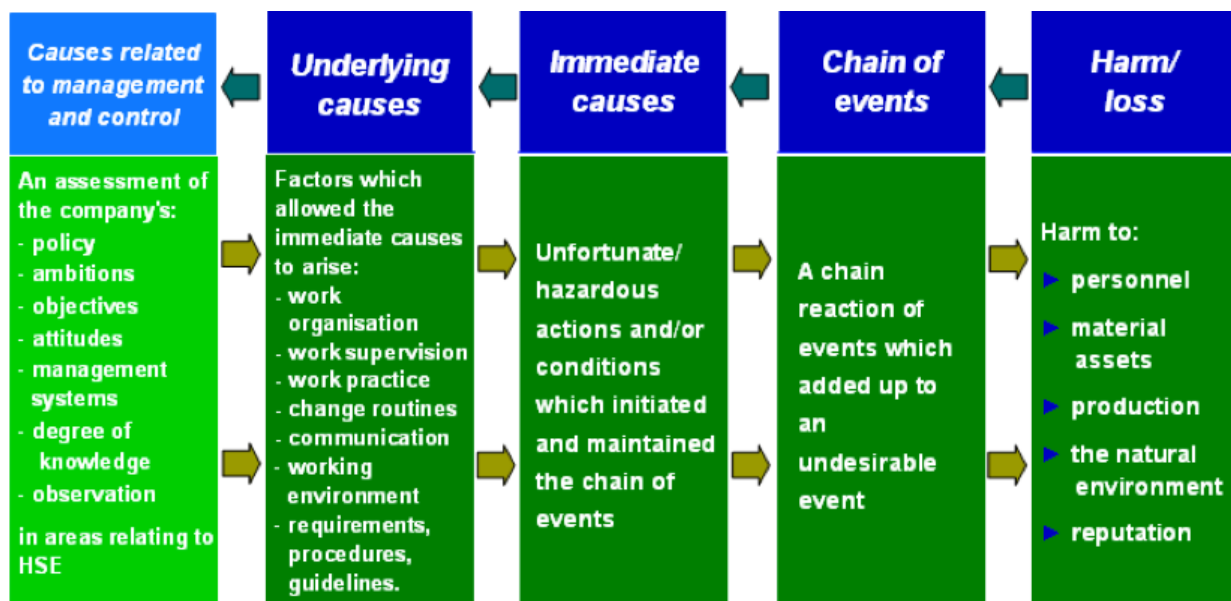 Causes related
to management
and control
Underlying
causes
Immediate
causes
Chain of
events
Harm/
loss
An assessment of
the company's:
- policy
- ambitions
- objectives
- attitudes
- management
systems
- degree of
knowledge
- observation
in areas relating to
HSE
Factors which
allowed the
immediate causes
to arise:
- work
organisation
- work supervision
- work practice
- change routines
- communication
- working
environment
- requirements,
procedures,
guidelines.
Unfortunate/
hazardous
actions and/or
conditions
which initiated
and maintained
the chain of
events
A chain
reaction of
events which
added up to
an
undesirable
event
Harm to:
► personnel
► material
assets
► production
► the natural
environment
► reputation